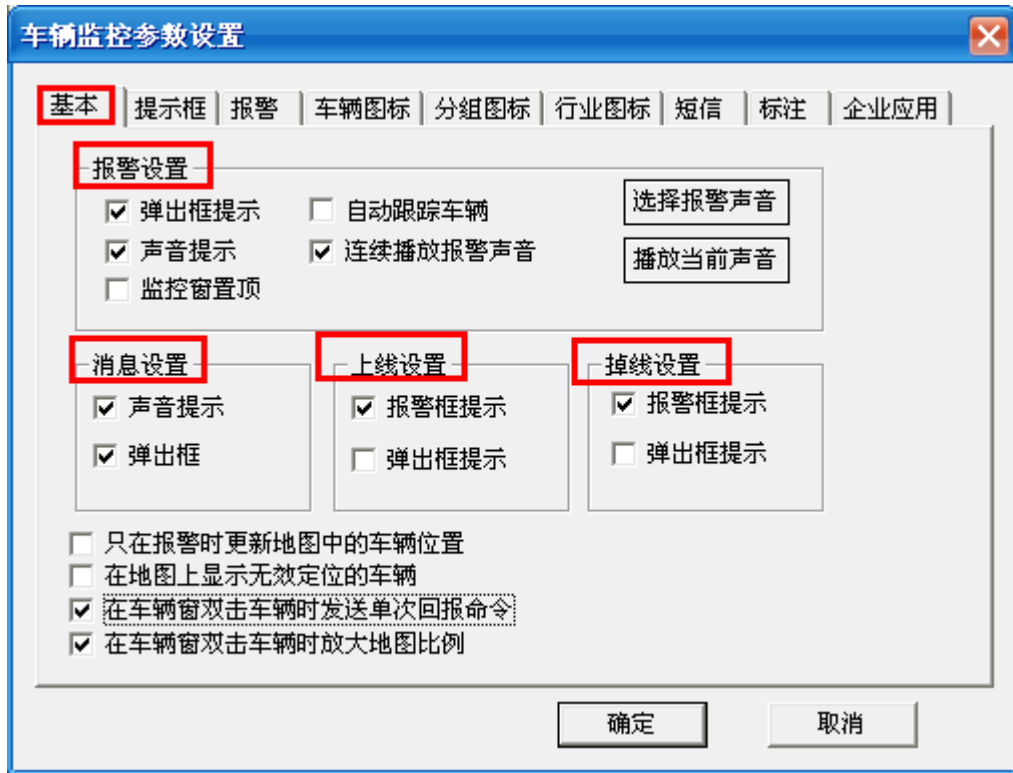 车辆监控参数设置
基本 提示框 报警 车辆图标 分组图标 行业图标 短信 标注 企业应用
报警设置
弹出框提示 自动跟踪车辆 选择报警声音
声音提示 连续播放报警声音 播放当前声音
监控窗置顶
消息设置 上线设置 掉线设置
声音提示 报警框提示 报警框提示
弹出框 弹出框提示 弹出框提示
只在报警时更新地图中的车辆位置
在地图上显示无效定位的车辆
在车辆窗双击车辆时发送单次回报命令
在车辆窗双击车辆时放大地图比例
确定 取消